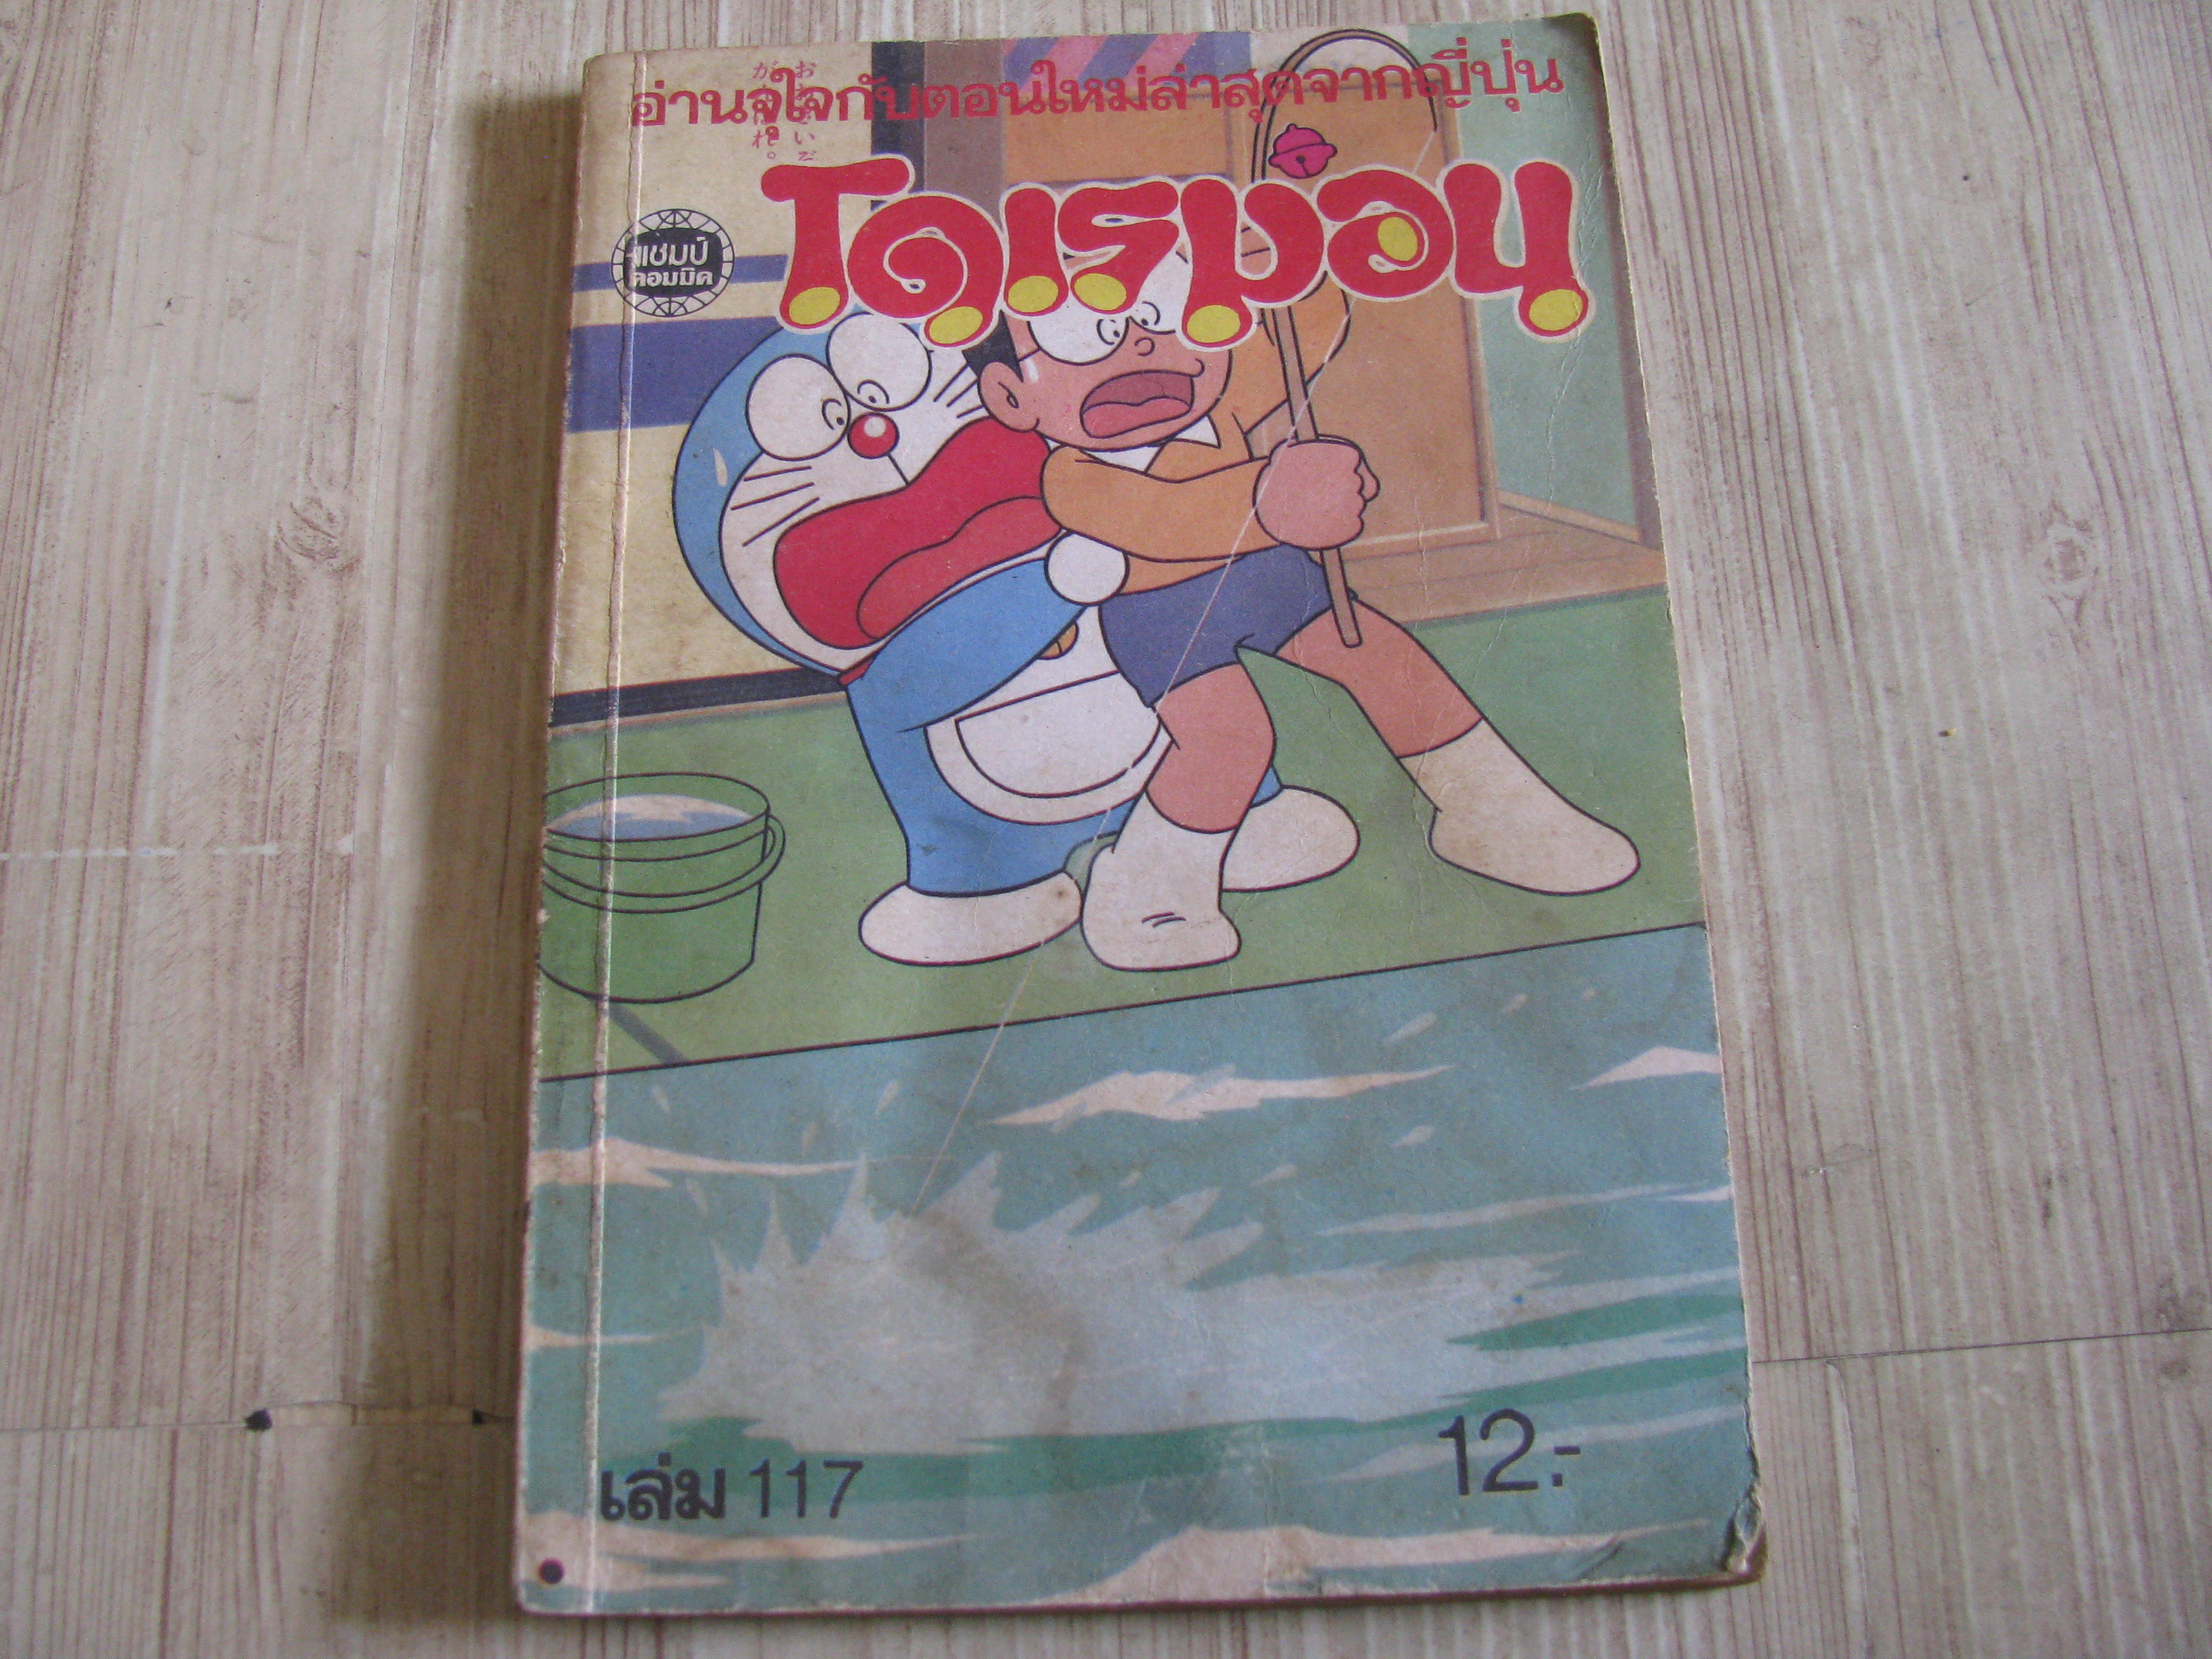 อ่านจุใจกับตอนใหม่ล่าสุดจากญี่ปุ่น
โดเรมอน
แชมป์
คอมมิค
เล่ม 117
12.-